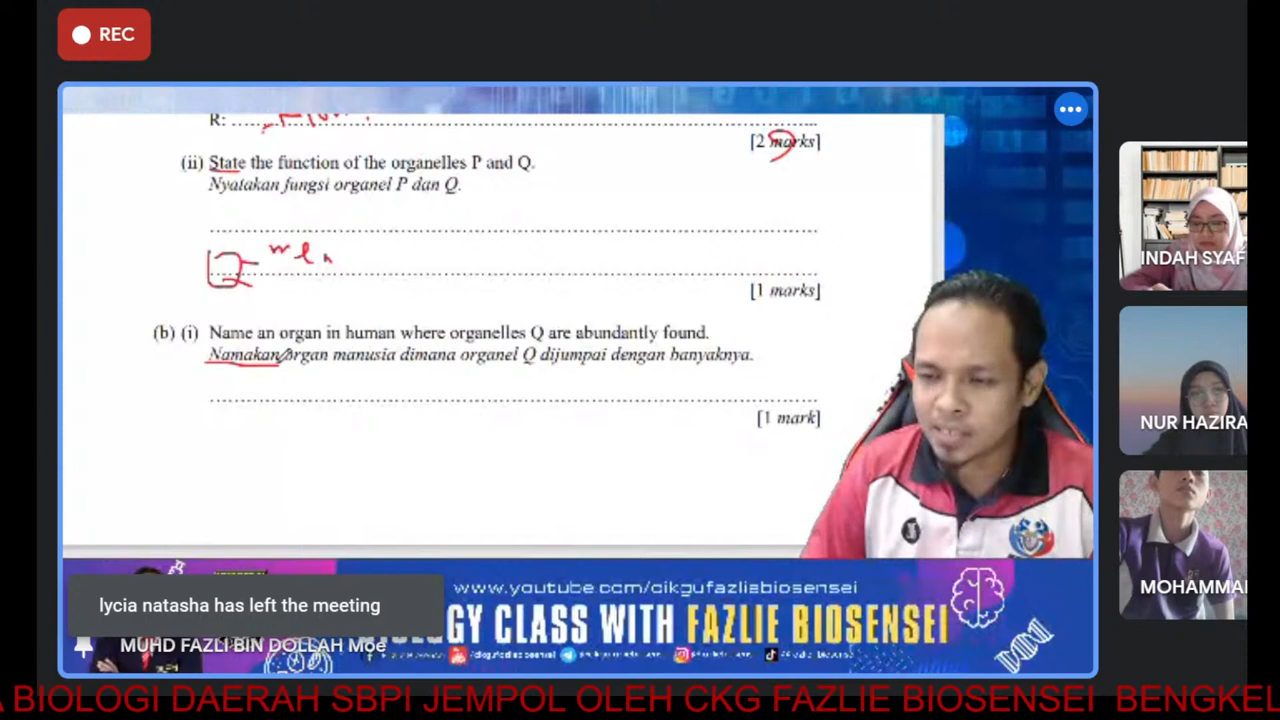 REC
R:
[2 marks]
(ii) State the function of the organelles P and Q.
Nyatakan fungsi organel P dan Q.
[1 marks]
(b) (i) Name an organ in human where organelles Q are abundantly found.
Namakan organ manusia dimana organel Q dijumpai dengan banyaknya.
[1 mark]
INDAH SYAF
NUR HAZIRA
MOHAMMA
lycia natasha has left the meeting
www.youtube.com/cikgufazliebiosensei
GY CLASS WITH FAZLIE BIOSENSEI
MUHD FAZLI BIN DOLLAH Moe
A BIOLOGI DAERAH SBPI JEMPOL OLEH CKG FAZLIE BIOSENSEI BENGKEL